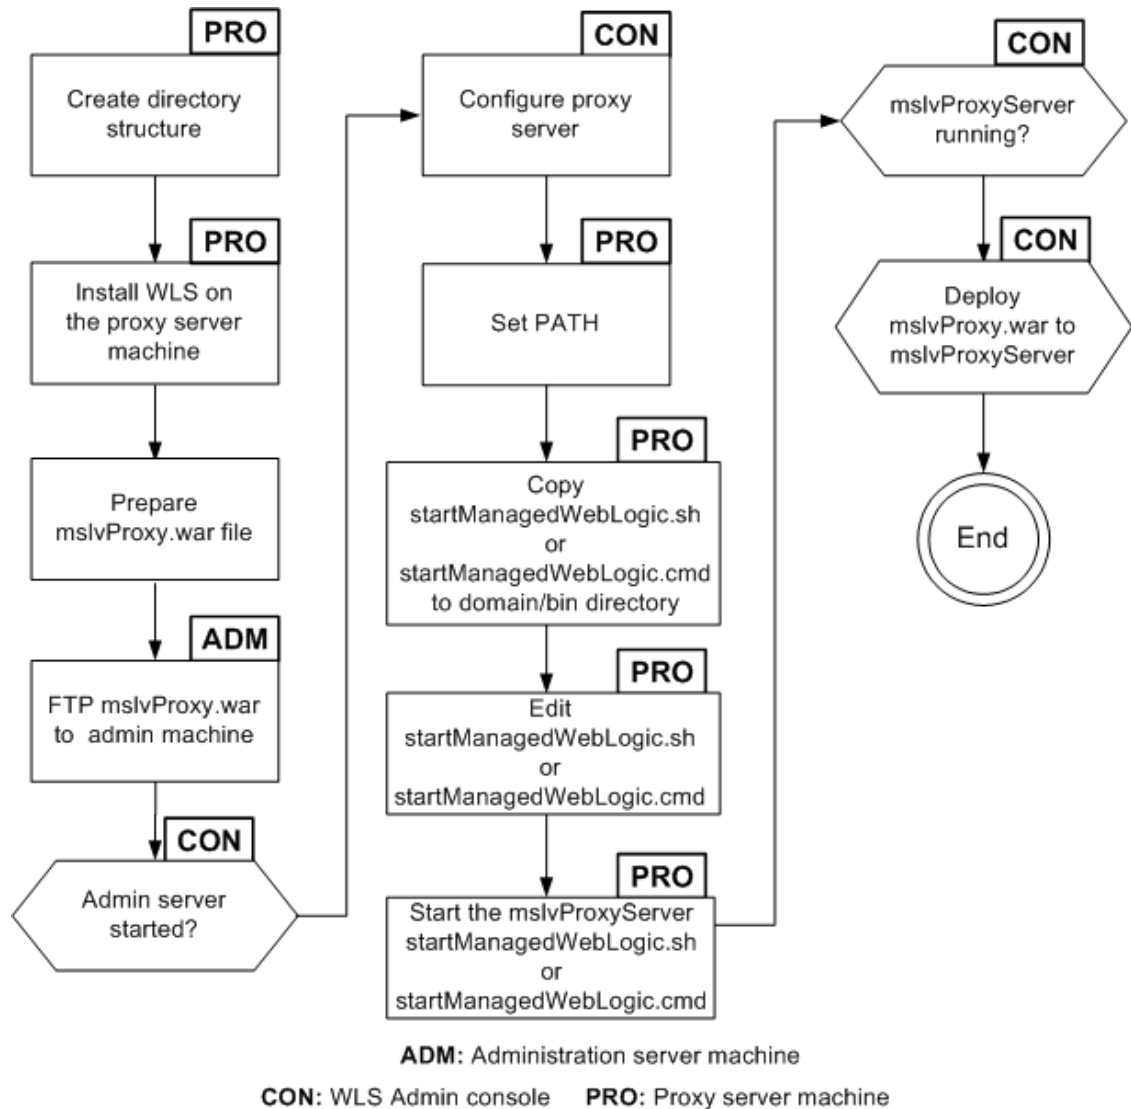 PRO
Create directory
structure
PRO
Install WLS on
the proxy server
machine
Prepare
mslvProxy.war file
ADM
FTP mslvProxy.war
to admin machine
CON
Admin server
started?
CON
Configure proxy
server
PRO
Set PATH
PRO
Copy
startManagedWebLogic.sh
or
startManagedWebLogic.cmd
to domain/bin directory
PRO
Edit
startManagedWebLogic.sh
or
startManagedWebLogic.cmd
PRO
Start the mslvProxyServer
startManagedWebLogic.sh
or
startManagedWebLogic.cmd
CON
mslvProxyServer
running?
CON
Deploy
mslvProxy.war to
mslvProxyServer
End
ADM: Administration server machine
CON: WLS Admin console PRO: Proxy server machine